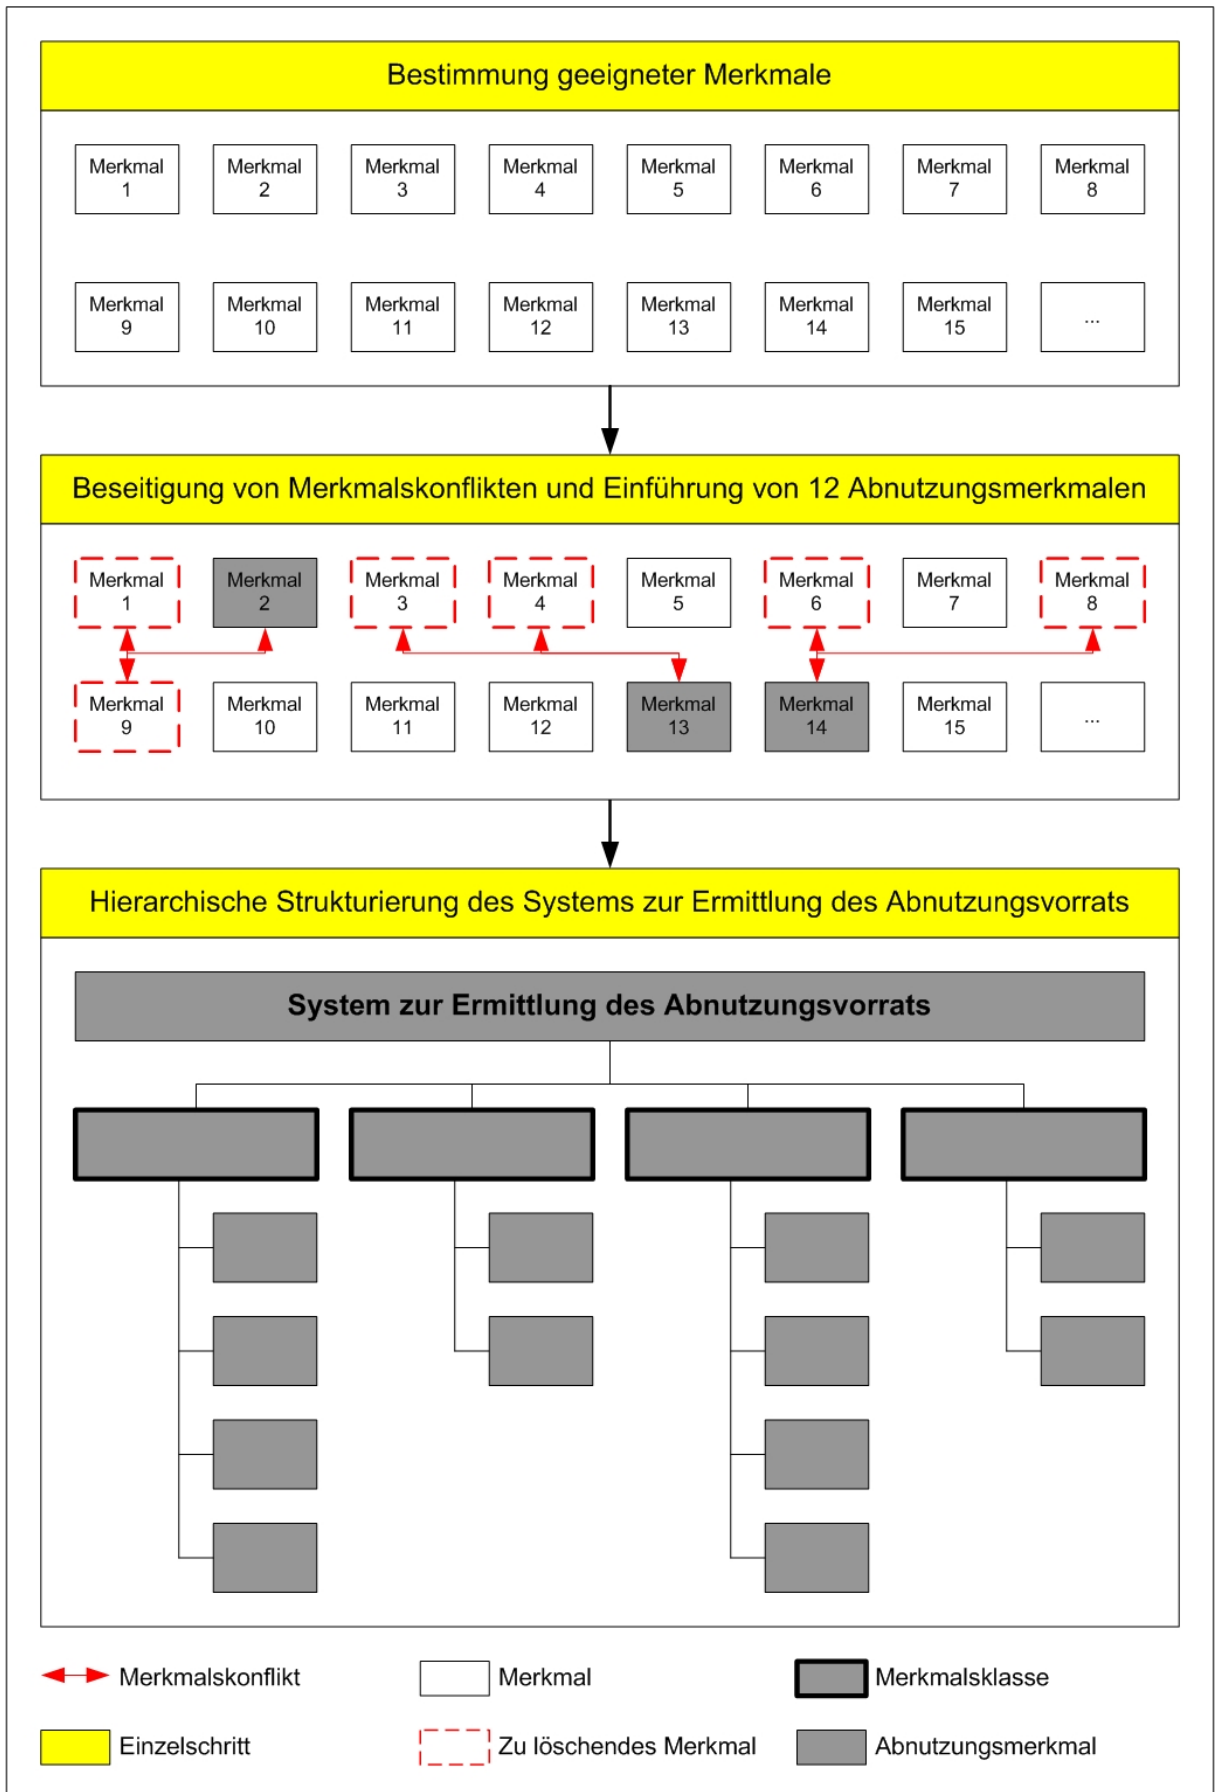 Bestimmung geeigneter Merkmale
Merkmal 1
Merkmal 2
Merkmal 3
Merkmal 4
Merkmal 5
Merkmal 6
Merkmal 7
Merkmal 8
Merkmal 9
Merkmal 10
Merkmal 11
Merkmal 12
Merkmal 13
Merkmal 14
Merkmal 15
...
Beseitigung von Merkmalskonflikten und Einführung von 12 Abnutzungsmerkmalen
Merkmal 1
Merkmal 2
Merkmal 3
Merkmal 4
Merkmal 5
Merkmal 6
Merkmal 7
Merkmal 8
Merkmal 9
Merkmal 10
Merkmal 11
Merkmal 12
Merkmal 13
Merkmal 14
Merkmal 15
...
Hierarchische Strukturierung des Systems zur Ermittlung des Abnutzungsvorrats
System zur Ermittlung des Abnutzungsvorrats
Merkmalskonflikt
Merkmal
Merkmalsklasse
Einzelschritt
Zu löschendes Merkmal
Abnutzungsmerkmal